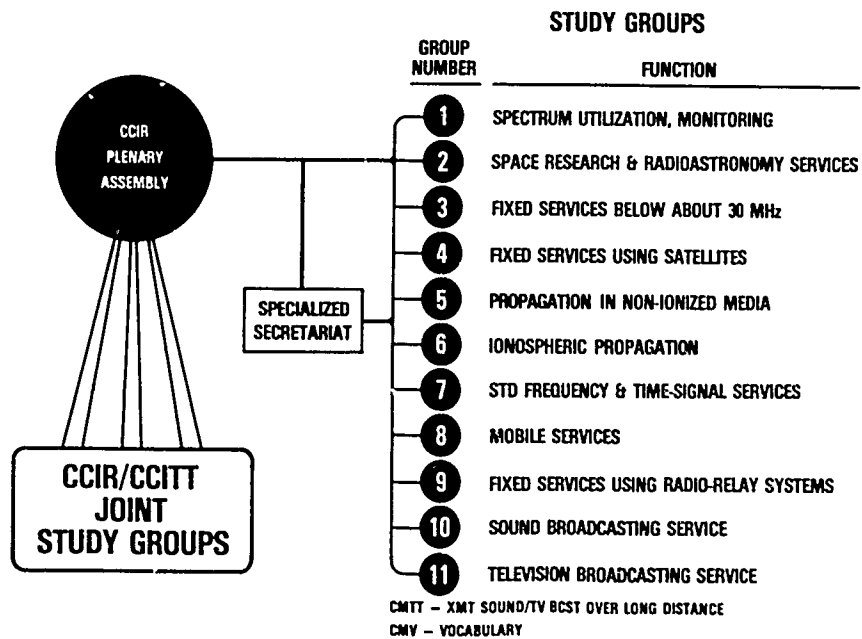 STUDY GROUPS
GROUP
NUMBER
FUNCTION
CCIR
PLENARY
ASSEMBLY
1 SPECTRUM UTILIZATION, MONITORING
2 SPACE RESEARCH & RADIOASTRONOMY SERVICES
3 FIXED SERVICES BELOW ABOUT 30 MHz
4 FIXED SERVICES USING SATELLITES
SPECIALIZED
SECRETARIAT
5 PROPAGATION IN NON-IONIZED MEDIA
6 IONOSPHERIC PROPAGATION
7 STD FREQUENCY & TIME-SIGNAL SERVICES
8 MOBILE SERVICES
9 FIXED SERVICES USING RADIO-RELAY SYSTEMS
10 SOUND BROADCASTING SERVICE
11 TELEVISION BROADCASTING SERVICE
CCIR/CCITT
JOINT
STUDY GROUPS
CMTT – XMT SOUND/TV BCST OVER LONG DISTANCE
CMV – VOCABULARY